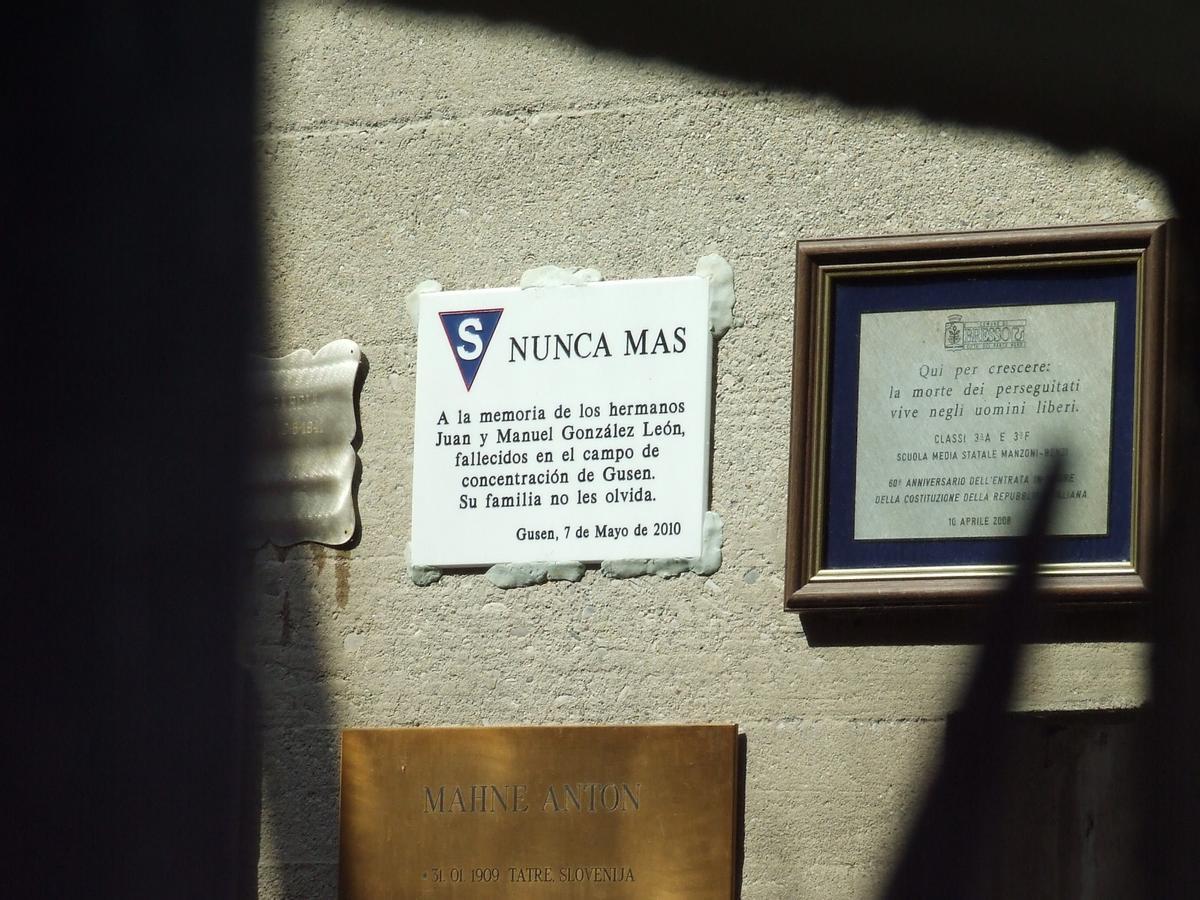 S
NUNCA MAS
A la memoria de los hermanos
Juan y Manuel González León,
fallecidos en el campo de
concentración de Gusen.
Su familia no les olvida.
Gusen, 7 de Mayo de 2010
BRESSO
Qui per crescere:
la morte dei perseguitati
vive negli uomini liberi.
CLASSI 3ªA E 3ªF
SCUOLA MEDIA STATALE MANZONI-
60º ANNIVERSARIO DELL'ENTRATA IN
DELLA COSTITUZIONE DELLA REPUBBLICA ITALIANA
10 APRILE 2008
MAHNE ANTON
• 31. 01. 1909 TATRE, SLOVENIJA